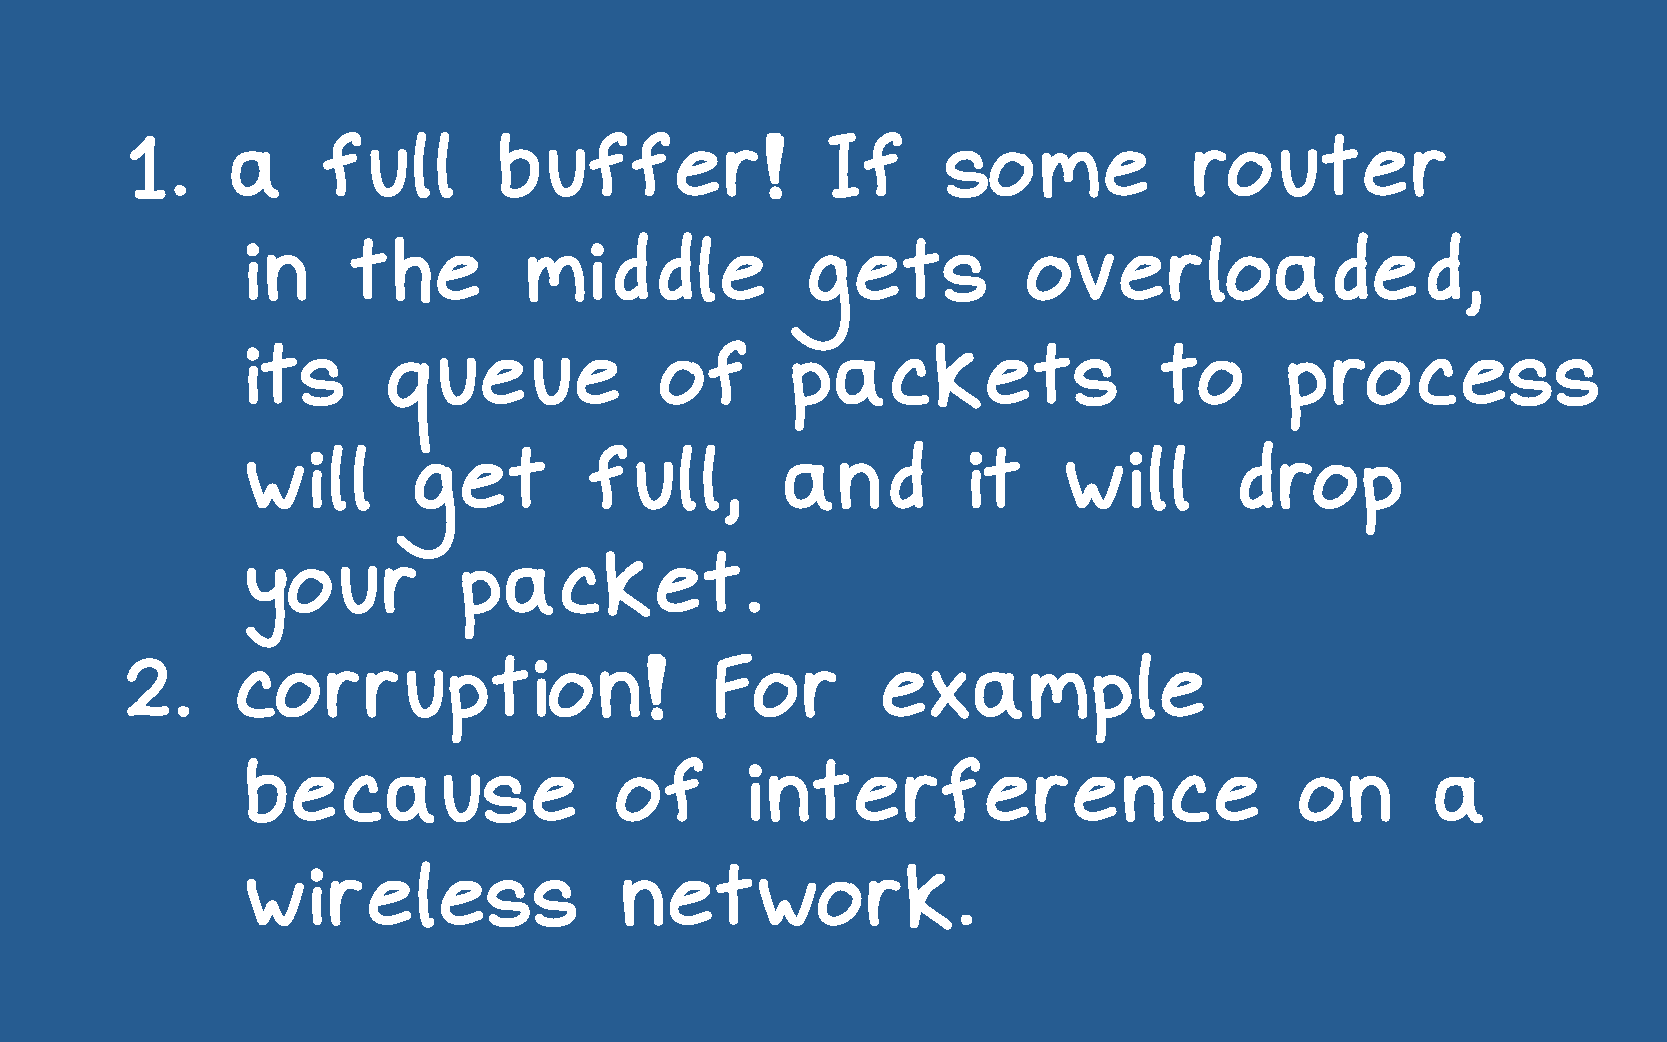 1. a full buffer! If some router
in the middle gets overloaded,
its queue of packets to process
will get full, and it will drop
your packet.
2. corruption! For example
because of interference on a
wireless network.